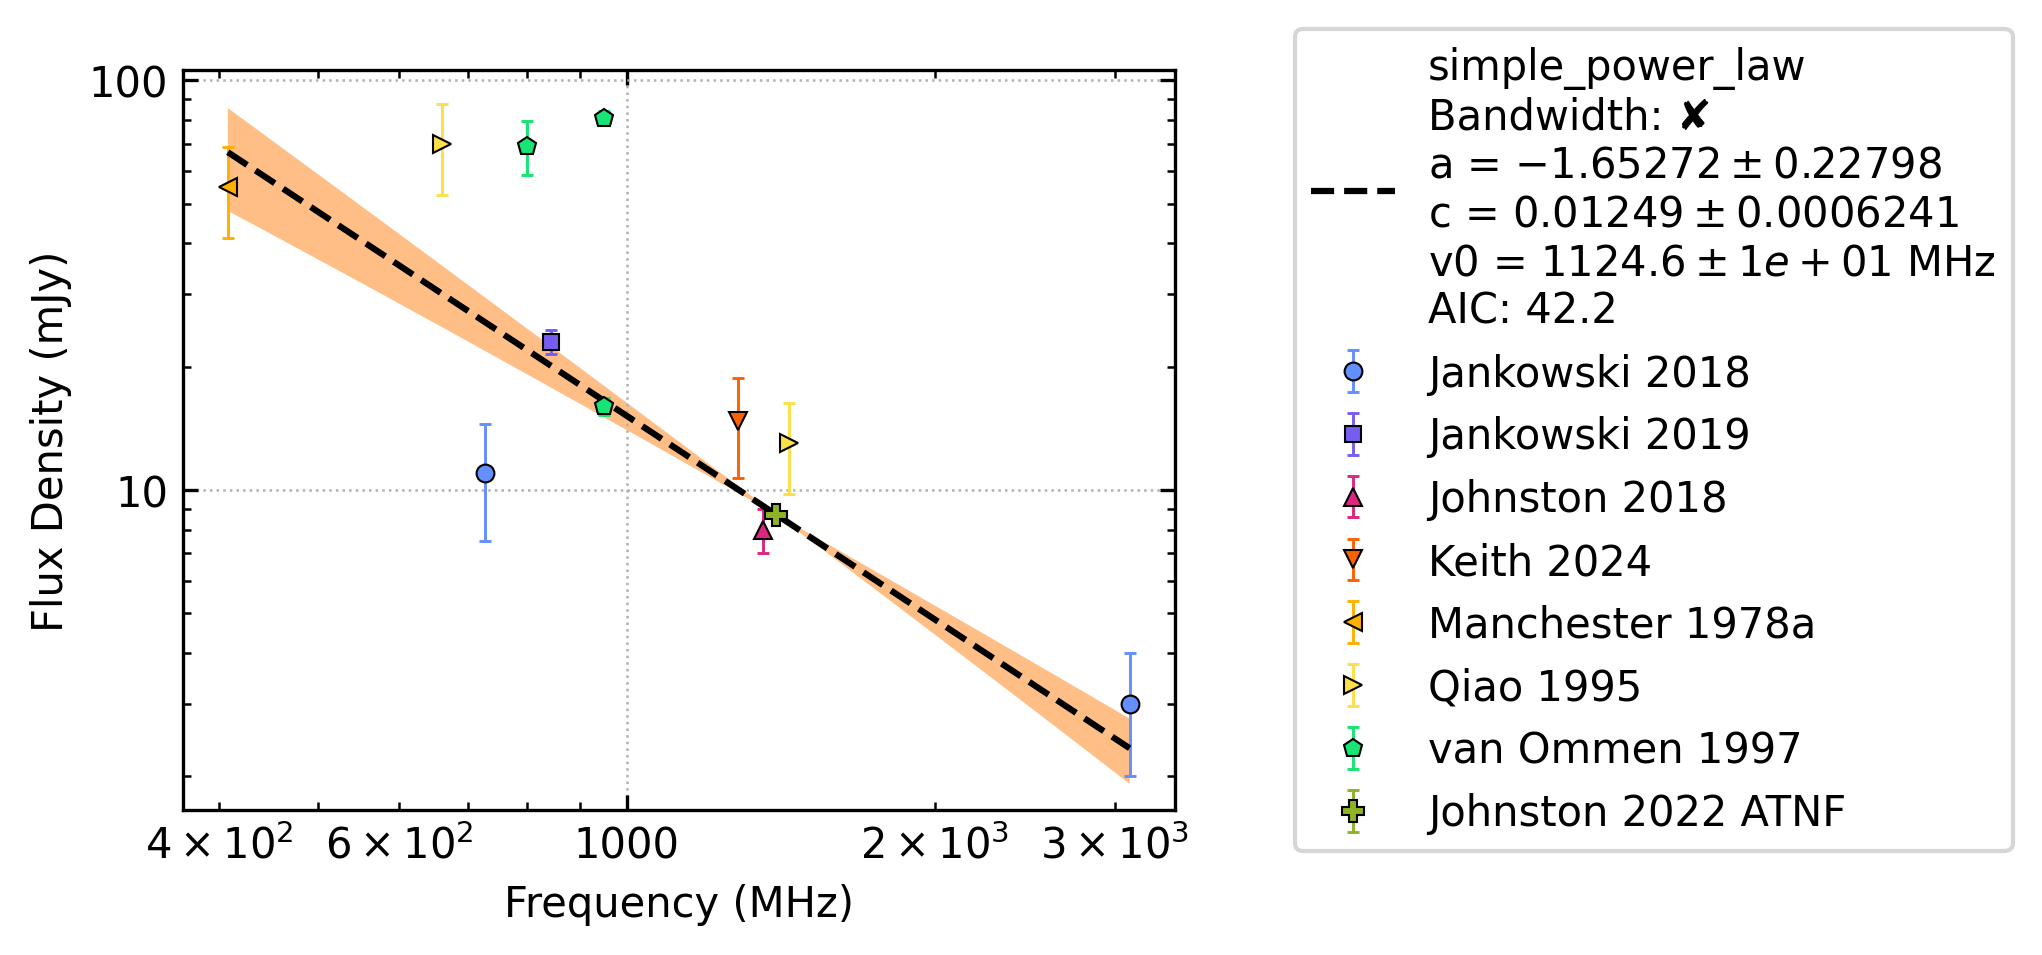 100
10
Flux Density (mJy)
4 × 10² 6 × 10² 1000 2 × 10³ 3 × 10³
Frequency (MHz)
simple_power_law
Bandwidth: ✘
a = −1.65272 ± 0.22798
c = 0.01249 ± 0.0006241
v0 = 1124.6 ± 1e + 01 MHz
AIC: 42.2
Jankowski 2018
Jankowski 2019
Johnston 2018
Keith 2024
Manchester 1978a
Qiao 1995
van Ommen 1997
Johnston 2022 ATNF